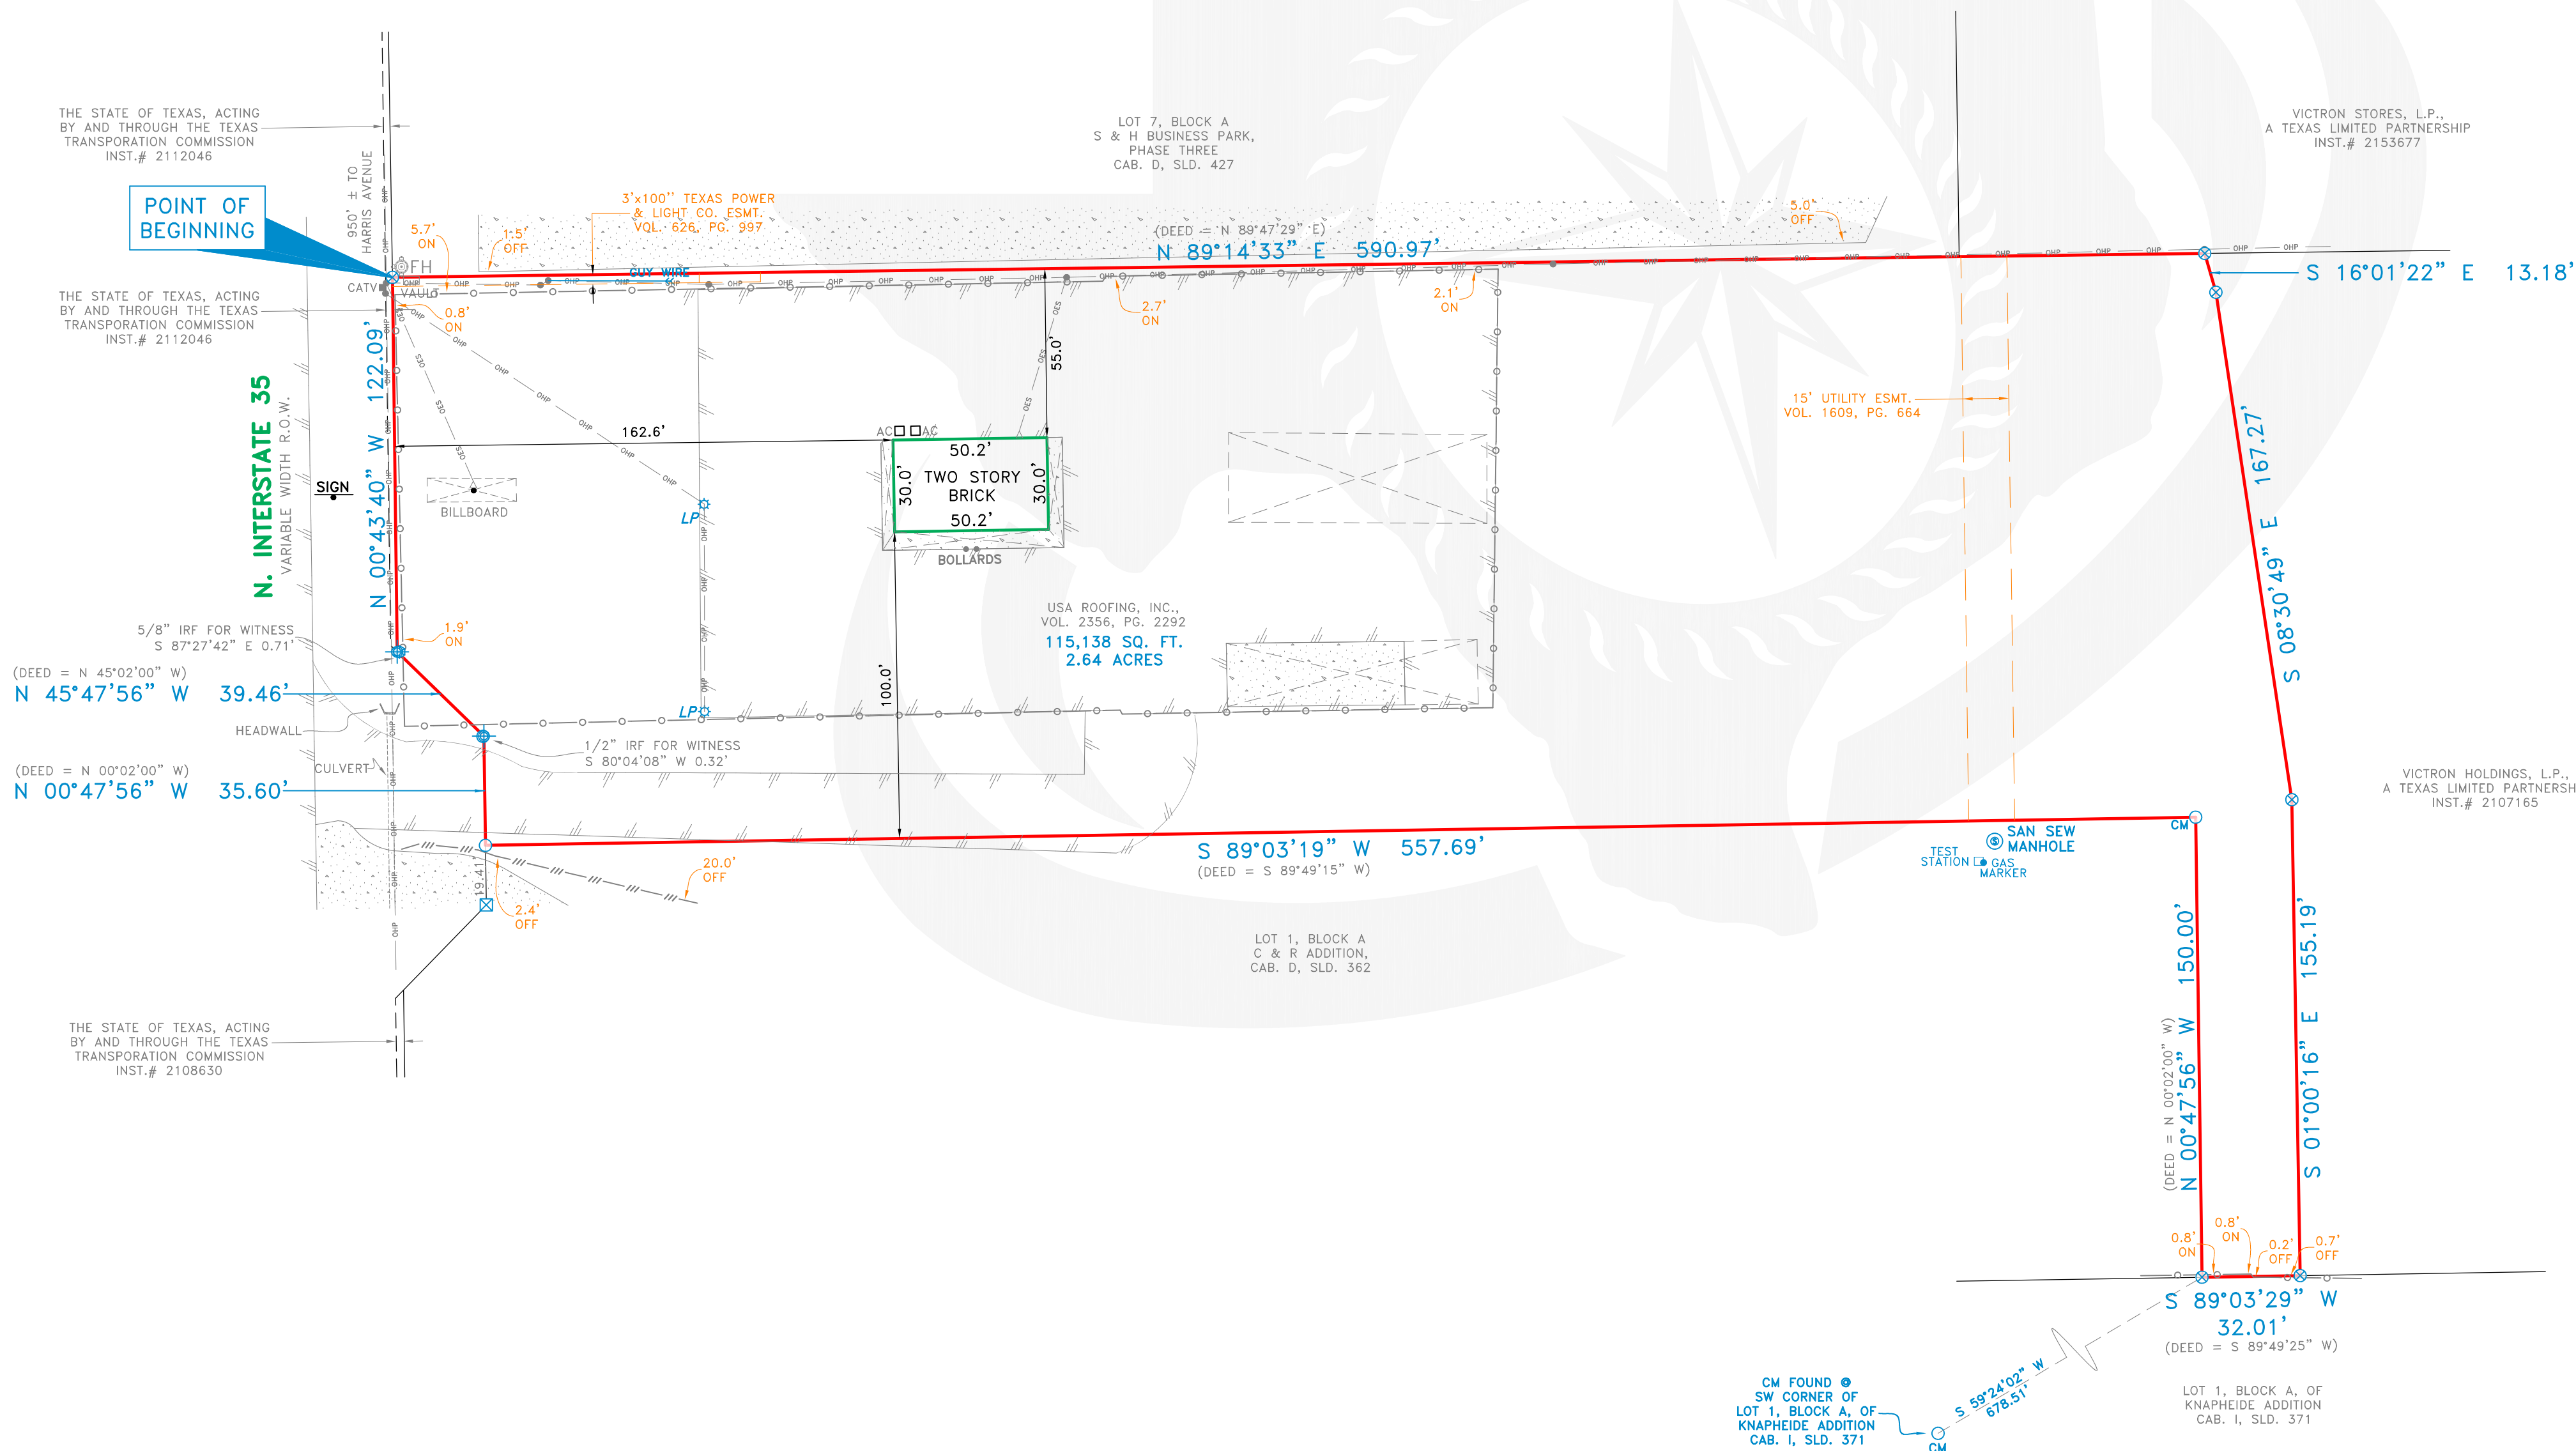 THE STATE OF TEXAS, ACTING
BY AND THROUGH THE TEXAS
TRANSPORATION COMMISSION
INST.# 2112046
950' ± TO
HARRIS AVENUE
LOT 7, BLOCK A
S & H BUSINESS PARK,
PHASE THREE
CAB. D, SLD. 427
VICTRON STORES, L.P.,
A TEXAS LIMITED PARTNERSHIP
INST.# 2153677
POINT OF
BEGINNING
5.7'
ON
1.5'
OFF
3'x100'' TEXAS POWER
& LIGHT CO. ESMT.
VOL. 626, PG. 997
(DEED = N 89°47'29" E)
N 89°14'33" E 590.97'
5.0'
OFF
FH
CATV
VAULT
GUY WIRE
S 16°01'22" E 13.18'
THE STATE OF TEXAS, ACTING
BY AND THROUGH THE TEXAS
TRANSPORATION COMMISSION
INST.# 2112046
0.8'
ON
2.7'
ON
2.1'
ON
N 00°43'40" W 122.09'
N. INTERSTATE 35
VARIABLE WIDTH R.O.W.
OHP
OES
55.0'
162.6'
AC
AC
50.2'
30.0'
TWO STORY
BRICK
30.0'
50.2'
BOLLARDS
SIGN
BILLBOARD
LP
15' UTILITY ESMT.
VOL. 1609, PG. 664
S 08°30'49" E 167.27'
5/8" IRF FOR WITNESS
S 87°27'42" E 0.71'
1.9'
ON
USA ROOFING, INC.,
VOL. 2356, PG. 2292
115,138 SQ. FT.
2.64 ACRES
100.0'
(DEED = N 45°02'00" W)
N 45°47'56" W 39.46'
LP
HEADWALL
1/2" IRF FOR WITNESS
S 80°04'08" W 0.32'
CULVERT
(DEED = N 00°02'00" W)
N 00°47'56" W 35.60'
VICTRON HOLDINGS, L.P.,
A TEXAS LIMITED PARTNERSH
INST.# 2107165
CM
SAN SEW
MANHOLE
TEST
STATION
GAS
MARKER
S 89°03'19" W 557.69'
(DEED = S 89°49'15" W)
20.0'
OFF
19.41
2.4'
OFF
LOT 1, BLOCK A
C & R ADDITION,
CAB. D, SLD. 362
(DEED = N 00°02'00" W)
N 00°47'56" W 150.00'
S 01°00'16" E 155.19'
THE STATE OF TEXAS, ACTING
BY AND THROUGH THE TEXAS
TRANSPORATION COMMISSION
INST.# 2108630
0.8'
ON
0.8'
ON
0.2'
OFF
0.7'
OFF
S 89°03'29" W
32.01'
(DEED = S 89°49'25" W)
S 59°24'02" W
678.51'
CM FOUND @
SW CORNER OF
LOT 1, BLOCK A, OF
KNAPHEIDE ADDITION
CAB. I, SLD. 371
CM
LOT 1, BLOCK A, OF
KNAPHEIDE ADDITION
CAB. I, SLD. 371